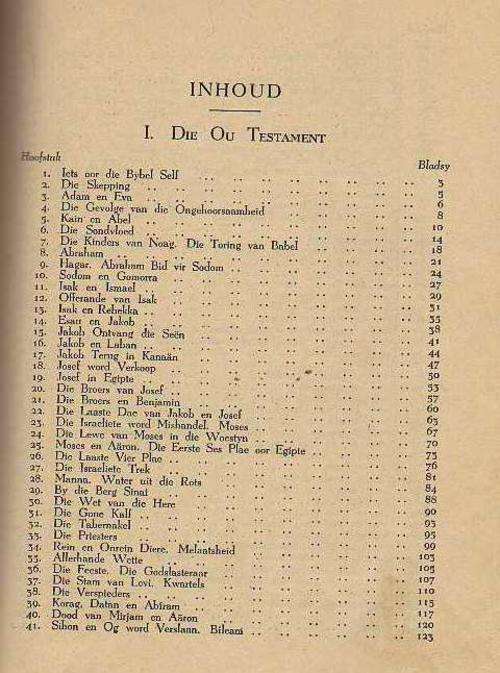 INHOUD
I. DIE OU TESTAMENT
Hoofstuk Bladsy
1. Iets oor die Bybel Self 3
2. Die Skepping 5
3. Adam en Eva 6
4. Die Gevolge van die Ongehoorsaamheid 8
5. Kain en Abel 10
6. Die Sondvloed 14
7. Die Kinders van Noag. Die Toring van Babel 18
8. Abraham 21
9. Hagar. Abraham Bid vir Sodom 24
10. Sodom en Gomorra 27
11. Isak en Ismael 29
12. Offerande van Isak 31
13. Isak en Rebekka 35
14. Esau en Jakob 38
15. Jakob Ontvang die Seën 41
16. Jakob en Laban 44
17. Jakob Terug in Kanaän 47
18. Josef word Verkoop 50
19. Josef in Egipte 53
20. Die Broers van Josef 57
21. Die Broers en Benjamin 60
22. Die Laaste Dae van Jakob en Josef 63
23. Die Israeliete word Mishandel. Moses 67
24. Die Lewe van Moses in die Woestyn 70
25. Moses en Aäron. Die Eerste Ses Plae oor Egipte 73
26. Die Laaste Vier Plae 76
27. Die Israeliete Trek 81
28. Manna. Water uit die Rots 84
29. By die Berg Sinai 88
30. Die Wet van die Here 90
31. Die Goue Kalf 93
32. Die Tabernakel 95
33. Die Priesters 99
34. Rein en Onrein Diere. Melaatsheid 103
35. Allerhande Wette 105
36. Die Feeste. Die Godslasteraar 107
37. Die Stam van Levi. Kwartels 110
38. Die Verspieders 115
39. Korag, Datan en Abiram 117
40. Dood van Mirjam en Aäron 120
41. Sihon en Og word Verslaan. Bileam 123